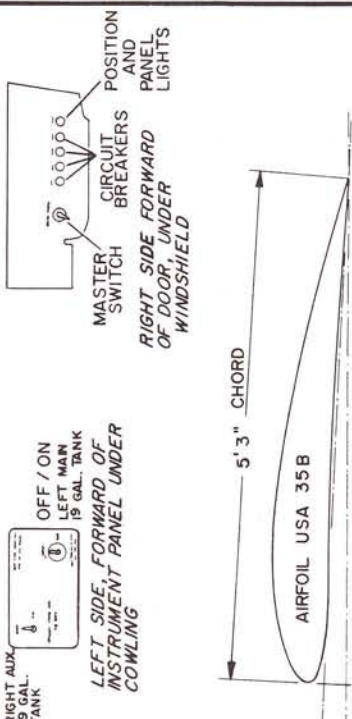 RIGHT AUX.
9 GAL.
TANK
OFF / ON
LEFT MAIN
19 GAL. TANK
LEFT SIDE, FORWARD OF
INSTRUMENT PANEL UNDER
COWLING
MASTER
SWITCH
CIRCUIT
BREAKERS
POSITION
AND
PANEL
LIGHTS
RIGHT SIDE FORWARD
OF DOOR, UNDER
WINDSHIELD
5' 3" CHORD
AIRFOIL USA 35B